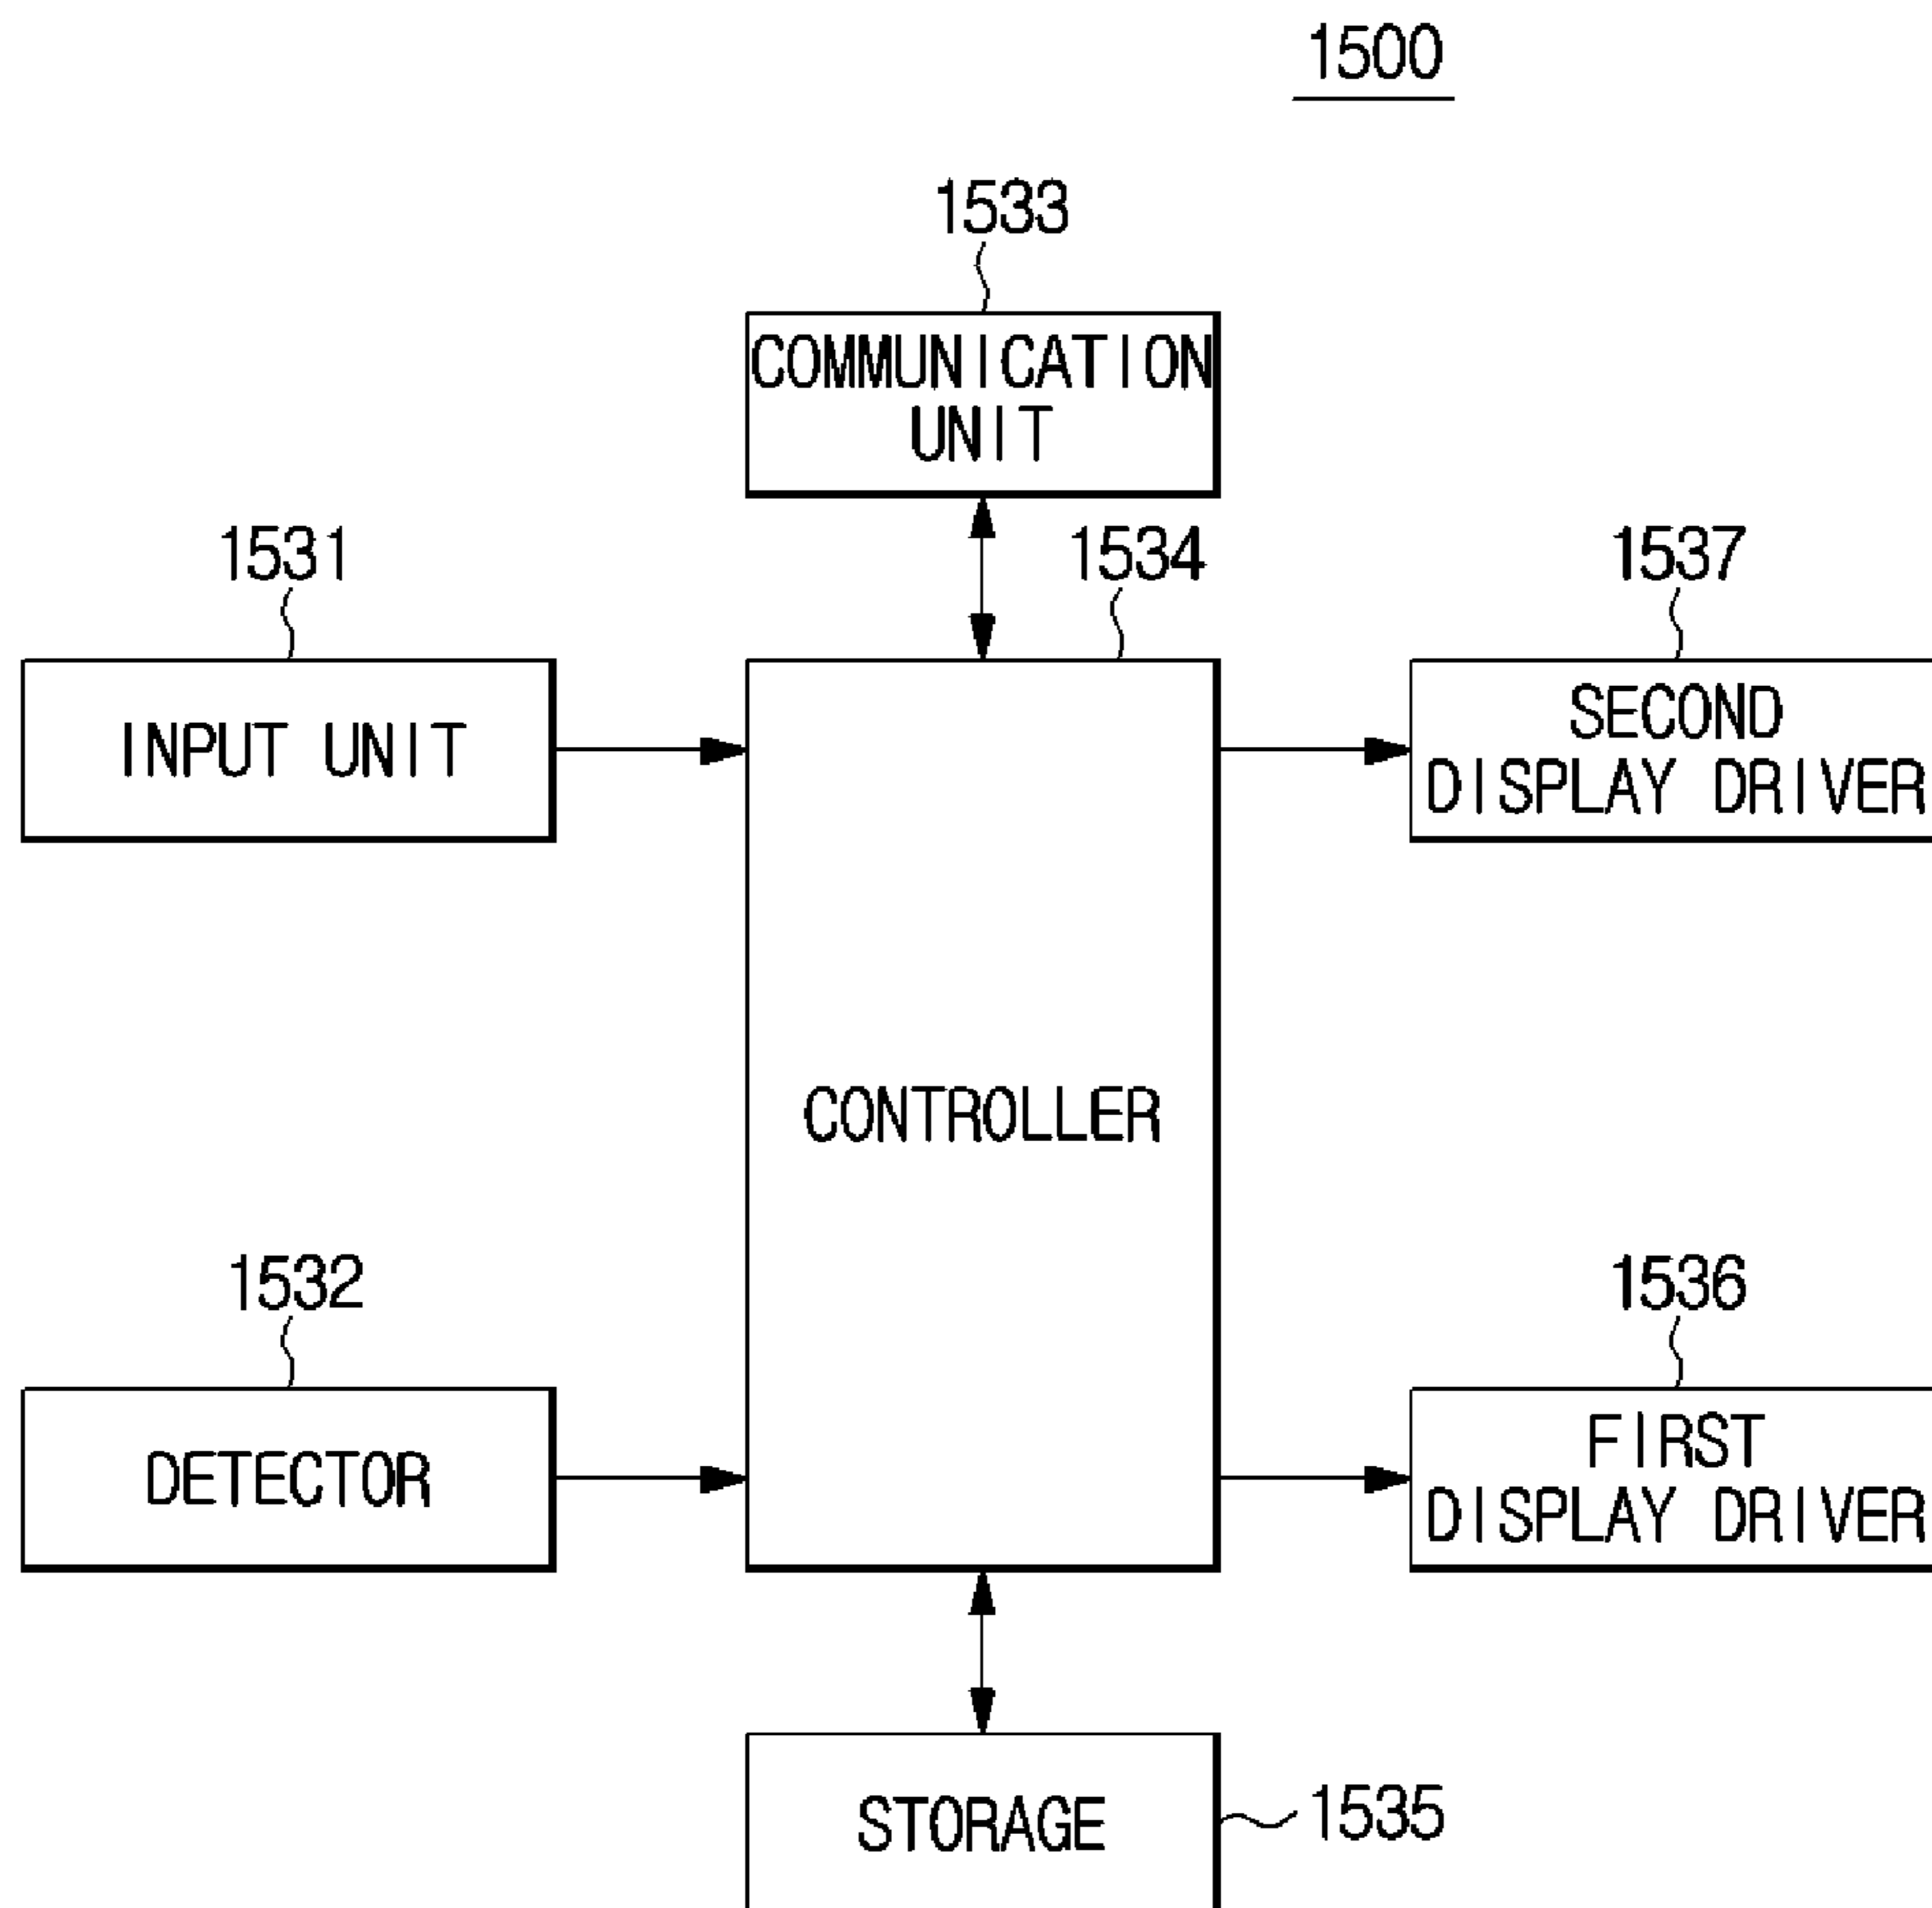 1500
1533
COMMUNICATION
UNIT
1531
1534
1537
INPUT UNIT
SECOND
DISPLAY DRIVER
CONTROLLER
1532
1536
DETECTOR
FIRST
DISPLAY DRIVER
STORAGE
1535